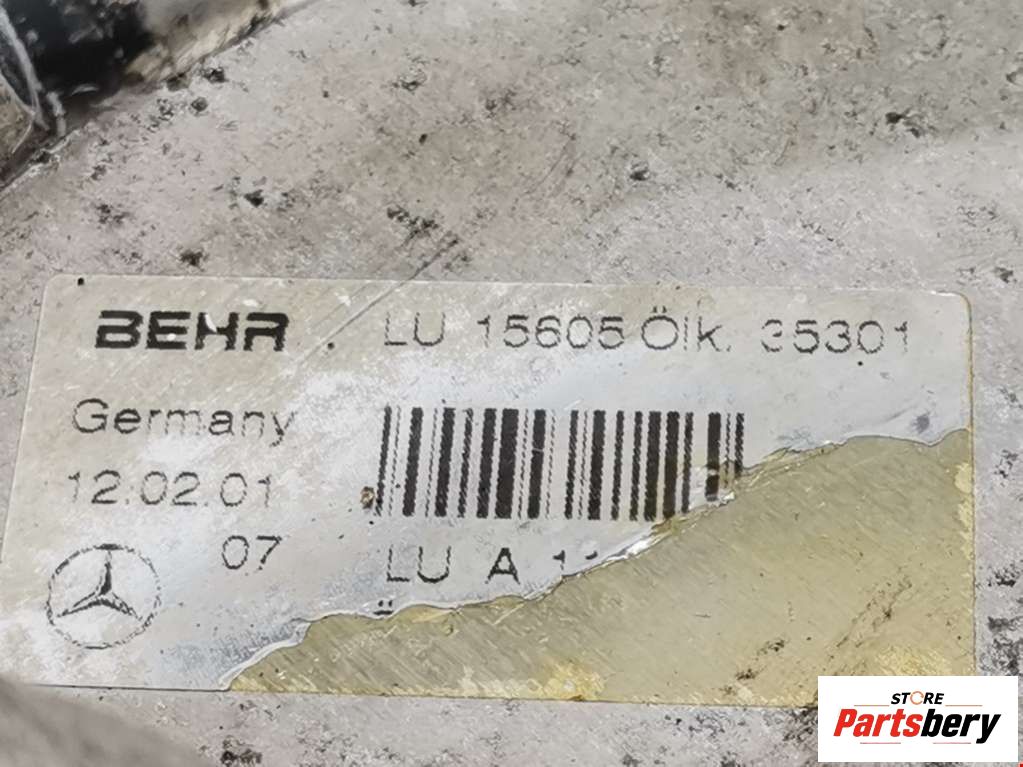 BEHR LU 15605 Ölk. 35301
Germany
12.02.01
07
LU A
STORE
Partsbery